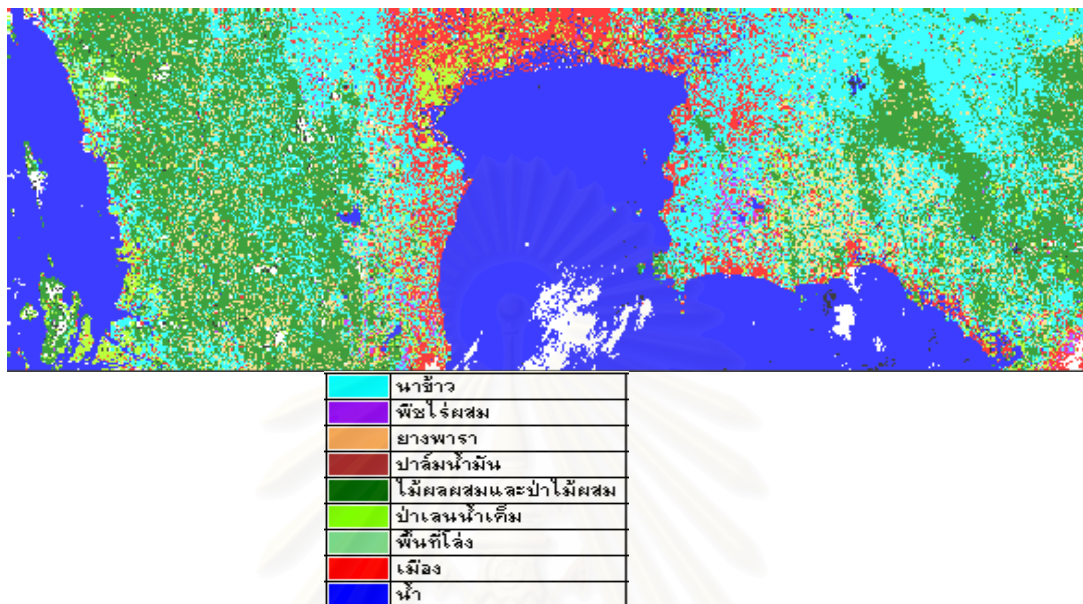 นาข้าว
พืชไร่ผสม
ยางพารา
ปาล์มน้ำมัน
ไม้ผลผสมและป่าไม้ผสม
ป่าเลนน้ำเค็ม
พื้นที่โล่ง
เมือง
น้ำ